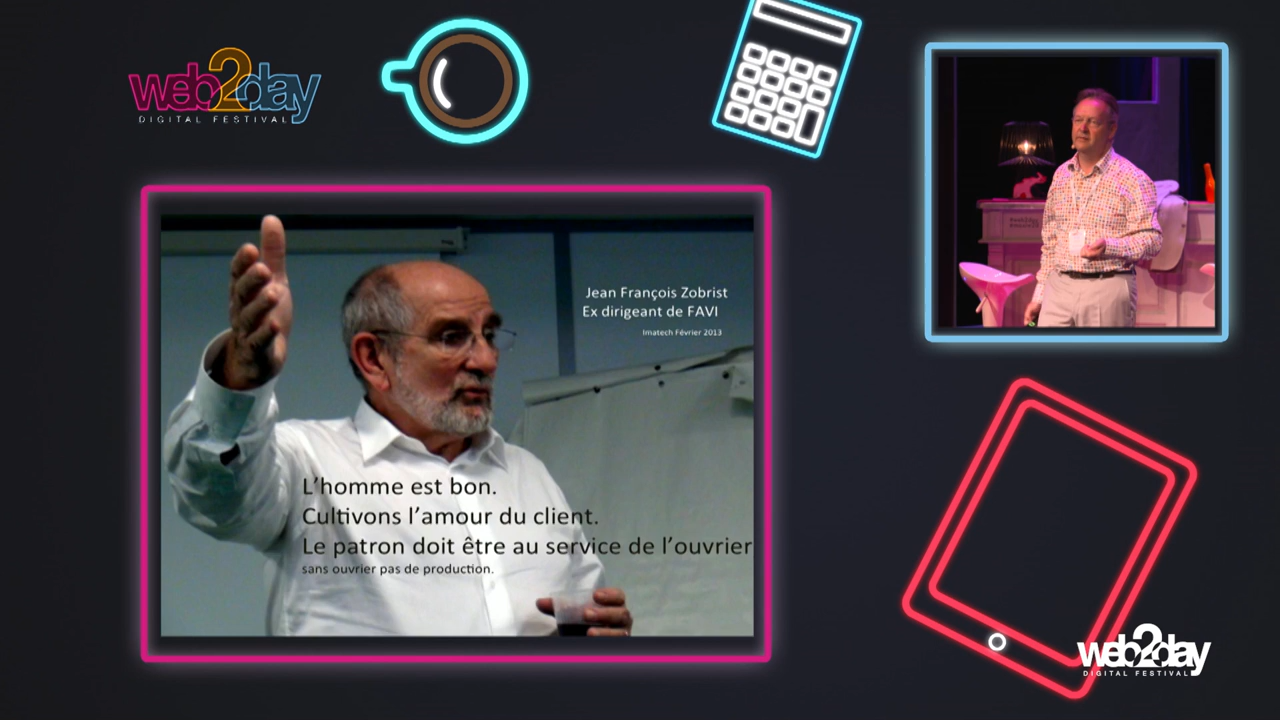 web2day
DIGITAL FESTIVAL
Jean François Zobrist
Ex dirigeant de FAVI
Imatech Février 2013
L'homme est bon.
Cultivons l'amour du client.
Le patron doit être au service de l'ouvrier
sans ouvrier pas de production.
web2day
DIGITAL FESTIVAL